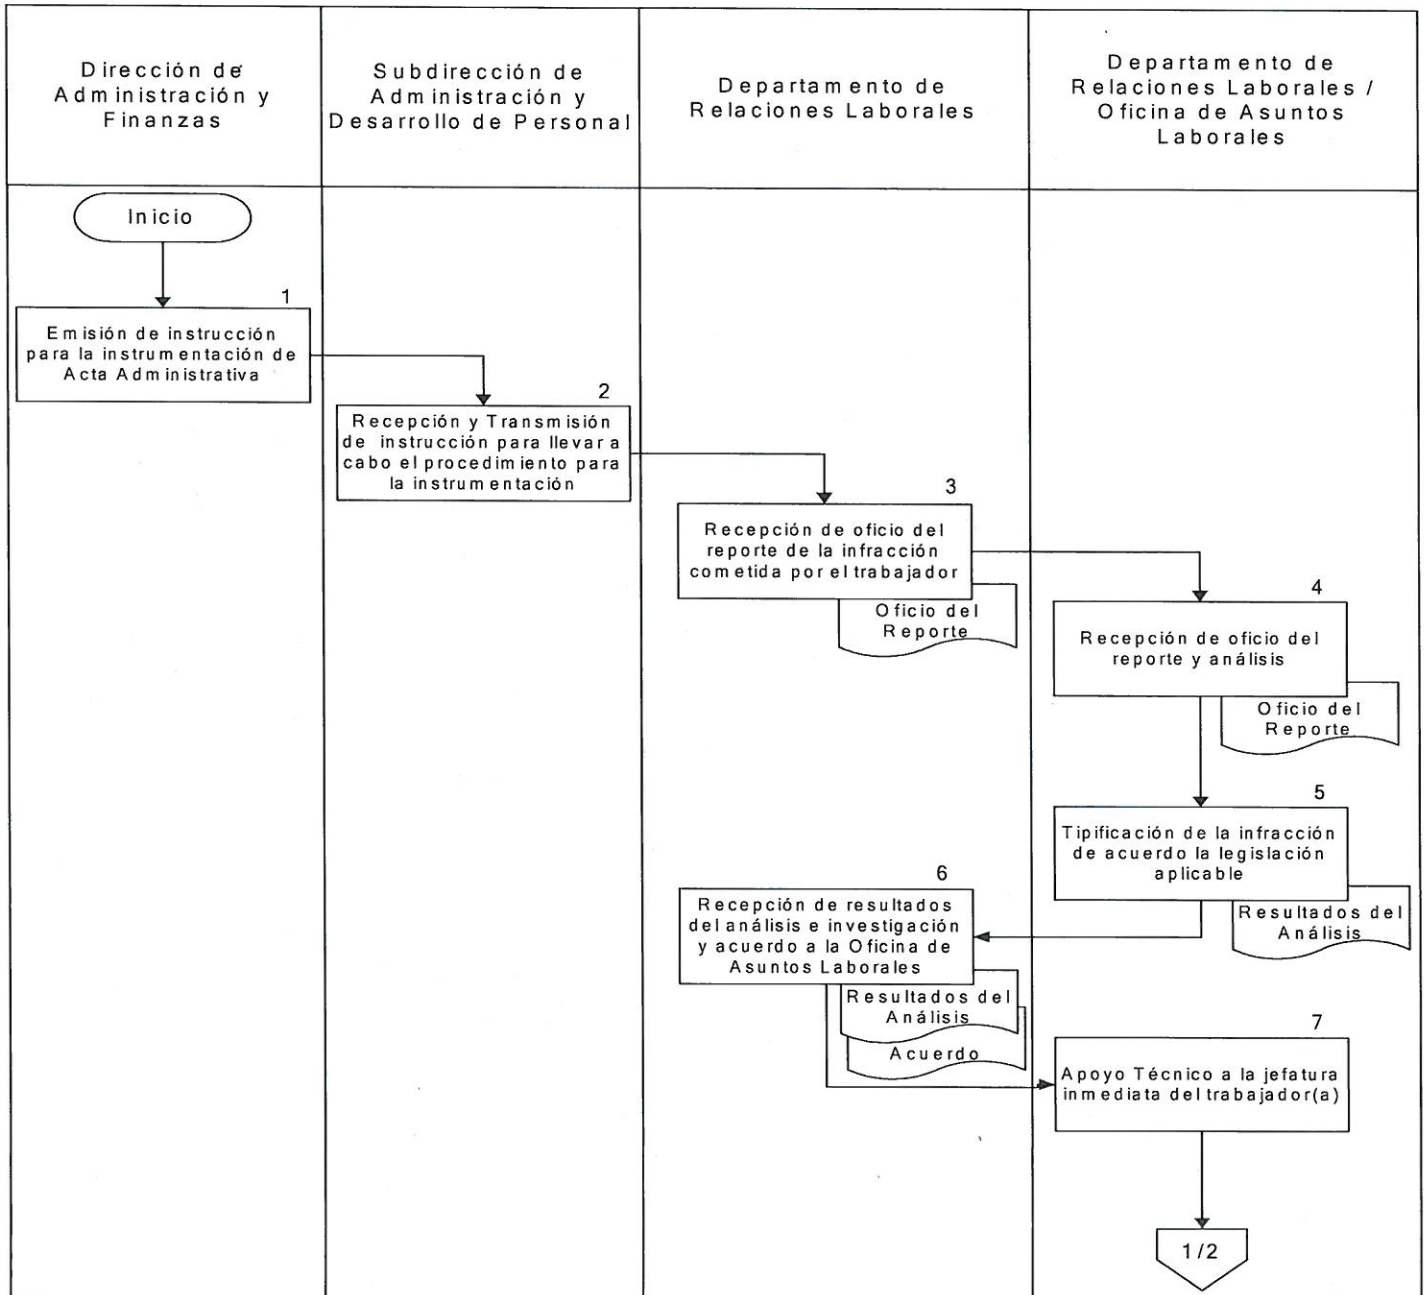 Dirección de
Administración y
Finanzas
Subdirección de
Administración y
Desarrollo de Personal
Departamento de
Relaciones Laborales
Departamento de
Relaciones Laborales /
Oficina de Asuntos
Laborales
Inicio
1
Emisión de instrucción
para la instrumentación de
Acta Administrativa
2
Recepción y Transmisión
de instrucción para llevar a
cabo el procedimiento para
la instrumentación
3
Recepción de oficio del
reporte de la infracción
cometida por el trabajador
Oficio del
Reporte
4
Recepción de oficio del
reporte y análisis
Oficio del
Reporte
5
Tipificación de la infracción
de acuerdo la legislación
aplicable
Resultados del
Análisis
6
Recepción de resultados
del análisis e investigación
y acuerdo a la Oficina de
Asuntos Laborales
Resultados del
Análisis
Acuerdo
7
Apoyo Técnico a la jefatura
inmediata del trabajador(a)
1/2